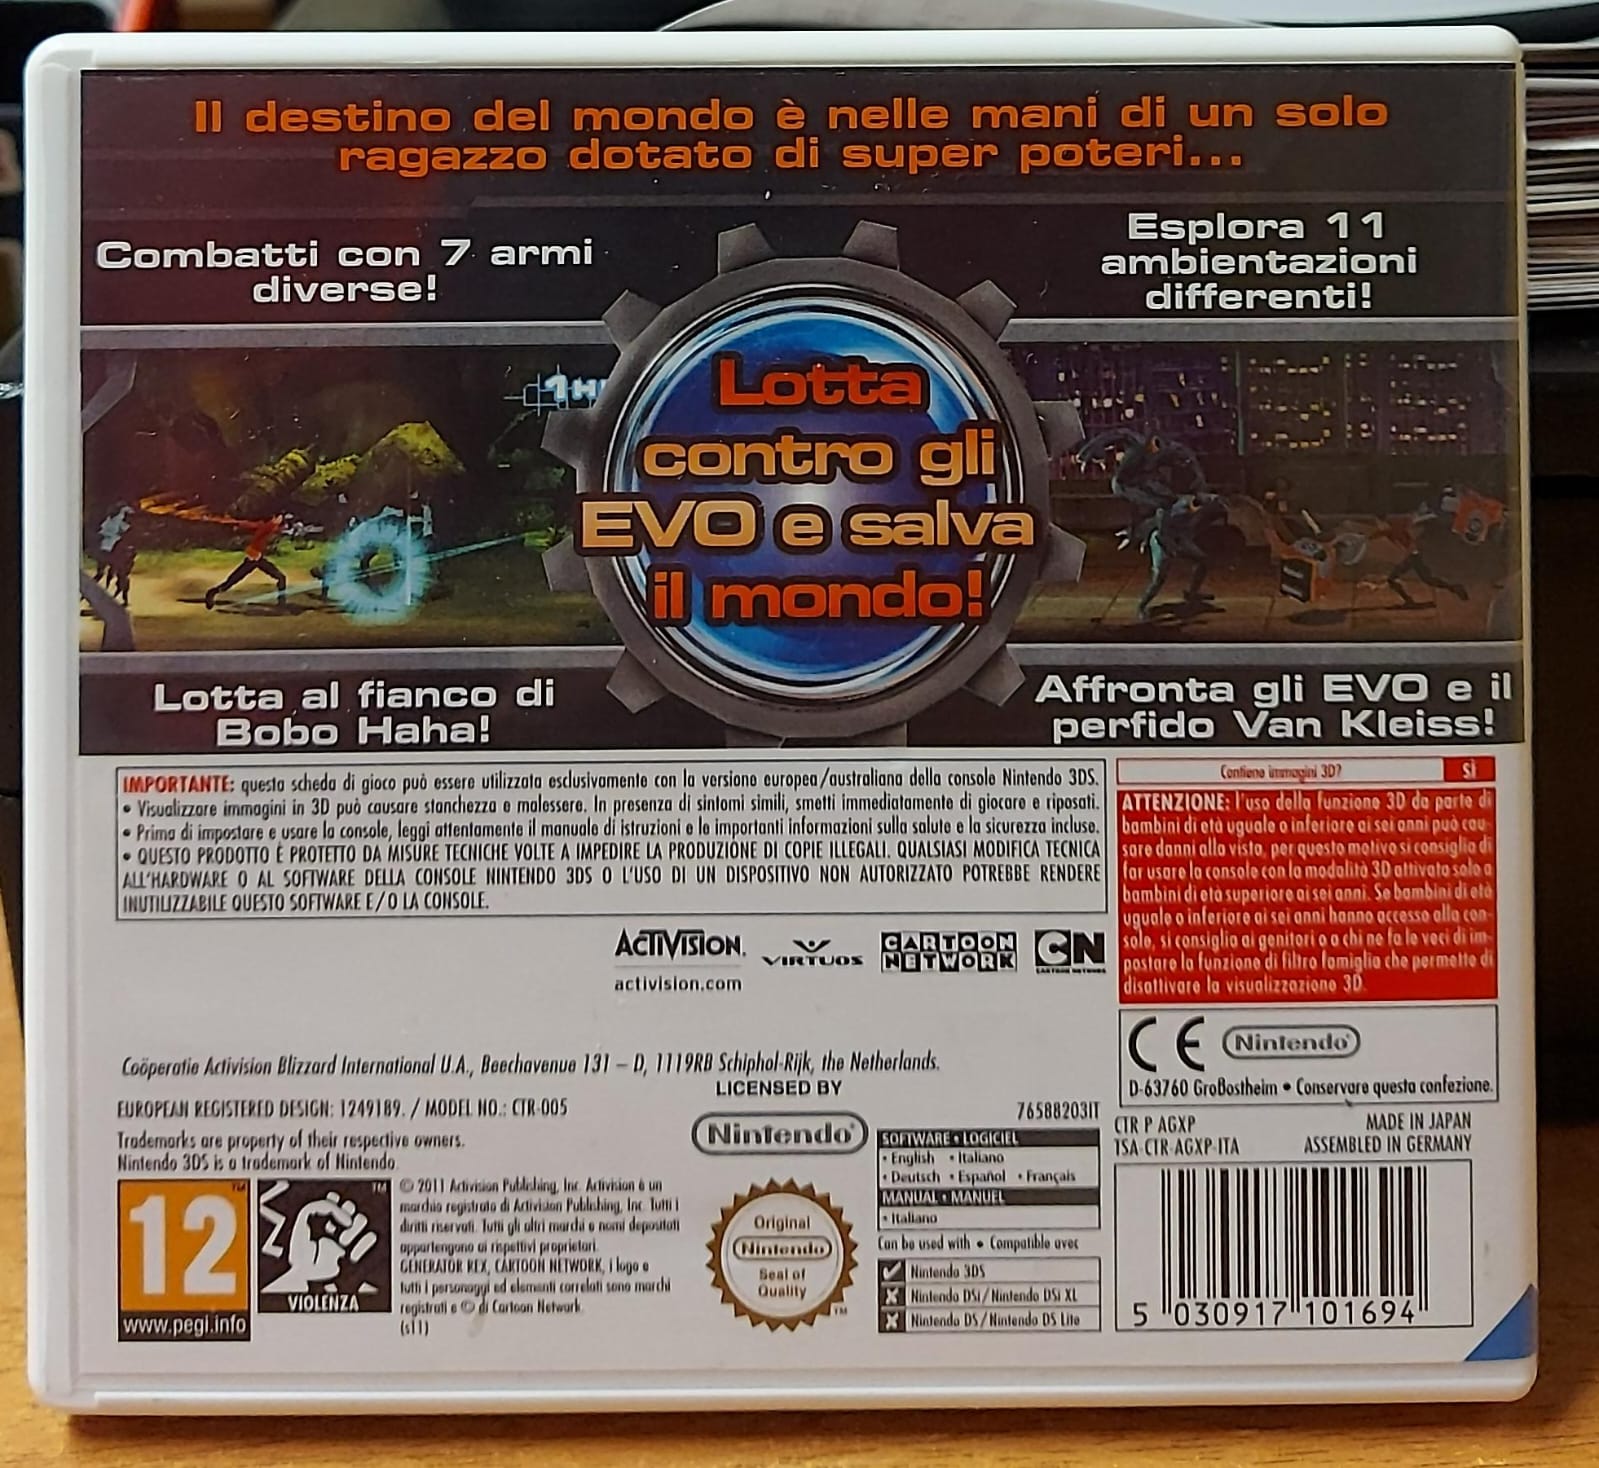 Il destino del mondo è nelle mani di un solo
ragazzo dotato di super poteri...
Combatti con 7 armi
diverse!
Esplora 11
ambientazioni
differenti!
Lotta
contro gli
EVO e salva
il mondo!
Lotta al fianco di
Bobo Haha!
Affronta gli EVO e il
perfido Van Kleiss!
IMPORTANTE: questa scheda di gioco può essere utilizzata esclusivamente con la versione europea/australiana della console Nintendo 3DS.
• Visualizzare immagini in 3D può causare stanchezza e malessere. In presenza di sintomi simili, smetti immediatamente di giocare e riposati.
• Prima di impostare e usare la console, leggi attentamente il manuale di istruzioni e le importanti informazioni sulla salute e la sicurezza incluse.
• QUESTO PRODOTTO È PROTETTO DA MISURE TECNICHE VOLTE A IMPEDIRE LA PRODUZIONE DI COPIE ILLEGALI. QUALSIASI MODIFICA TECNICA
ALL'HARDWARE O AL SOFTWARE DELLA CONSOLE NINTENDO 3DS O L'USO DI UN DISPOSITIVO NON AUTORIZZATO POTREBBE RENDERE
INUTILIZZABILE QUESTO SOFTWARE E/O LA CONSOLE.
Contiene immagini 3D? SÌ
ATTENZIONE: l'uso della funzione 3D da parte di
bambini di età uguale o inferiore ai sei anni può cau-
sare danni alla vista, per questo motivo si consiglia di
far usare la console con la modalità 3D attivata solo a
bambini di età superiore ai sei anni. Se bambini di età
uguale o inferiore ai sei anni hanno accesso alla con-
sole, si consiglia ai genitori o a chi ne fa le veci di im-
postare la funzione di filtro famiglia che permette di
disattivare la visualizzazione 3D.
ACTIVISION.
activision.com
VIRTUOS
CARTOON
NETWORK
CN
CARTOON NETWORK
CE Nintendo
D-63760 Großostheim • Conservare questa confezione.
Coöperatie Activision Blizzard International U.A., Beechavenue 131 – D, 1119RB Schiphol-Rijk, the Netherlands.
LICENSED BY
Nintendo
EUROPEAN REGISTERED DESIGN: 1249189. / MODEL NO.: CTR-005
Trademarks are property of their respective owners.
Nintendo 3DS is a trademark of Nintendo.
76588203IT
CTR P AGXP
TSA-CTR-AGXP-ITA
MADE IN JAPAN
ASSEMBLED IN GERMANY
12 TM
www.pegi.info
TM
VIOLENZA
© 2011 Activision Publishing, Inc. Activision è un
marchio registrato di Activision Publishing, Inc. Tutti i
diritti riservati. Tutti gli altri marchi e nomi depositati
appartengono ai rispettivi proprietari.
GENERATOR REX, CARTOON NETWORK, i logo e
tutti i personaggi ed elementi correlati sono marchi
registrati e © di Cartoon Network.
(s11)
Original
Nintendo
Seal of
Quality
TM
SOFTWARE • LOGICIEL
• English • Italiano
• Deutsch • Español • Français
MANUAL • MANUEL
• Italiano
Can be used with • Compatible avec
Nintendo 3DS
Nintendo DSi/Nintendo DSi XL
Nintendo DS/Nintendo DS Lite
5 030917 101694